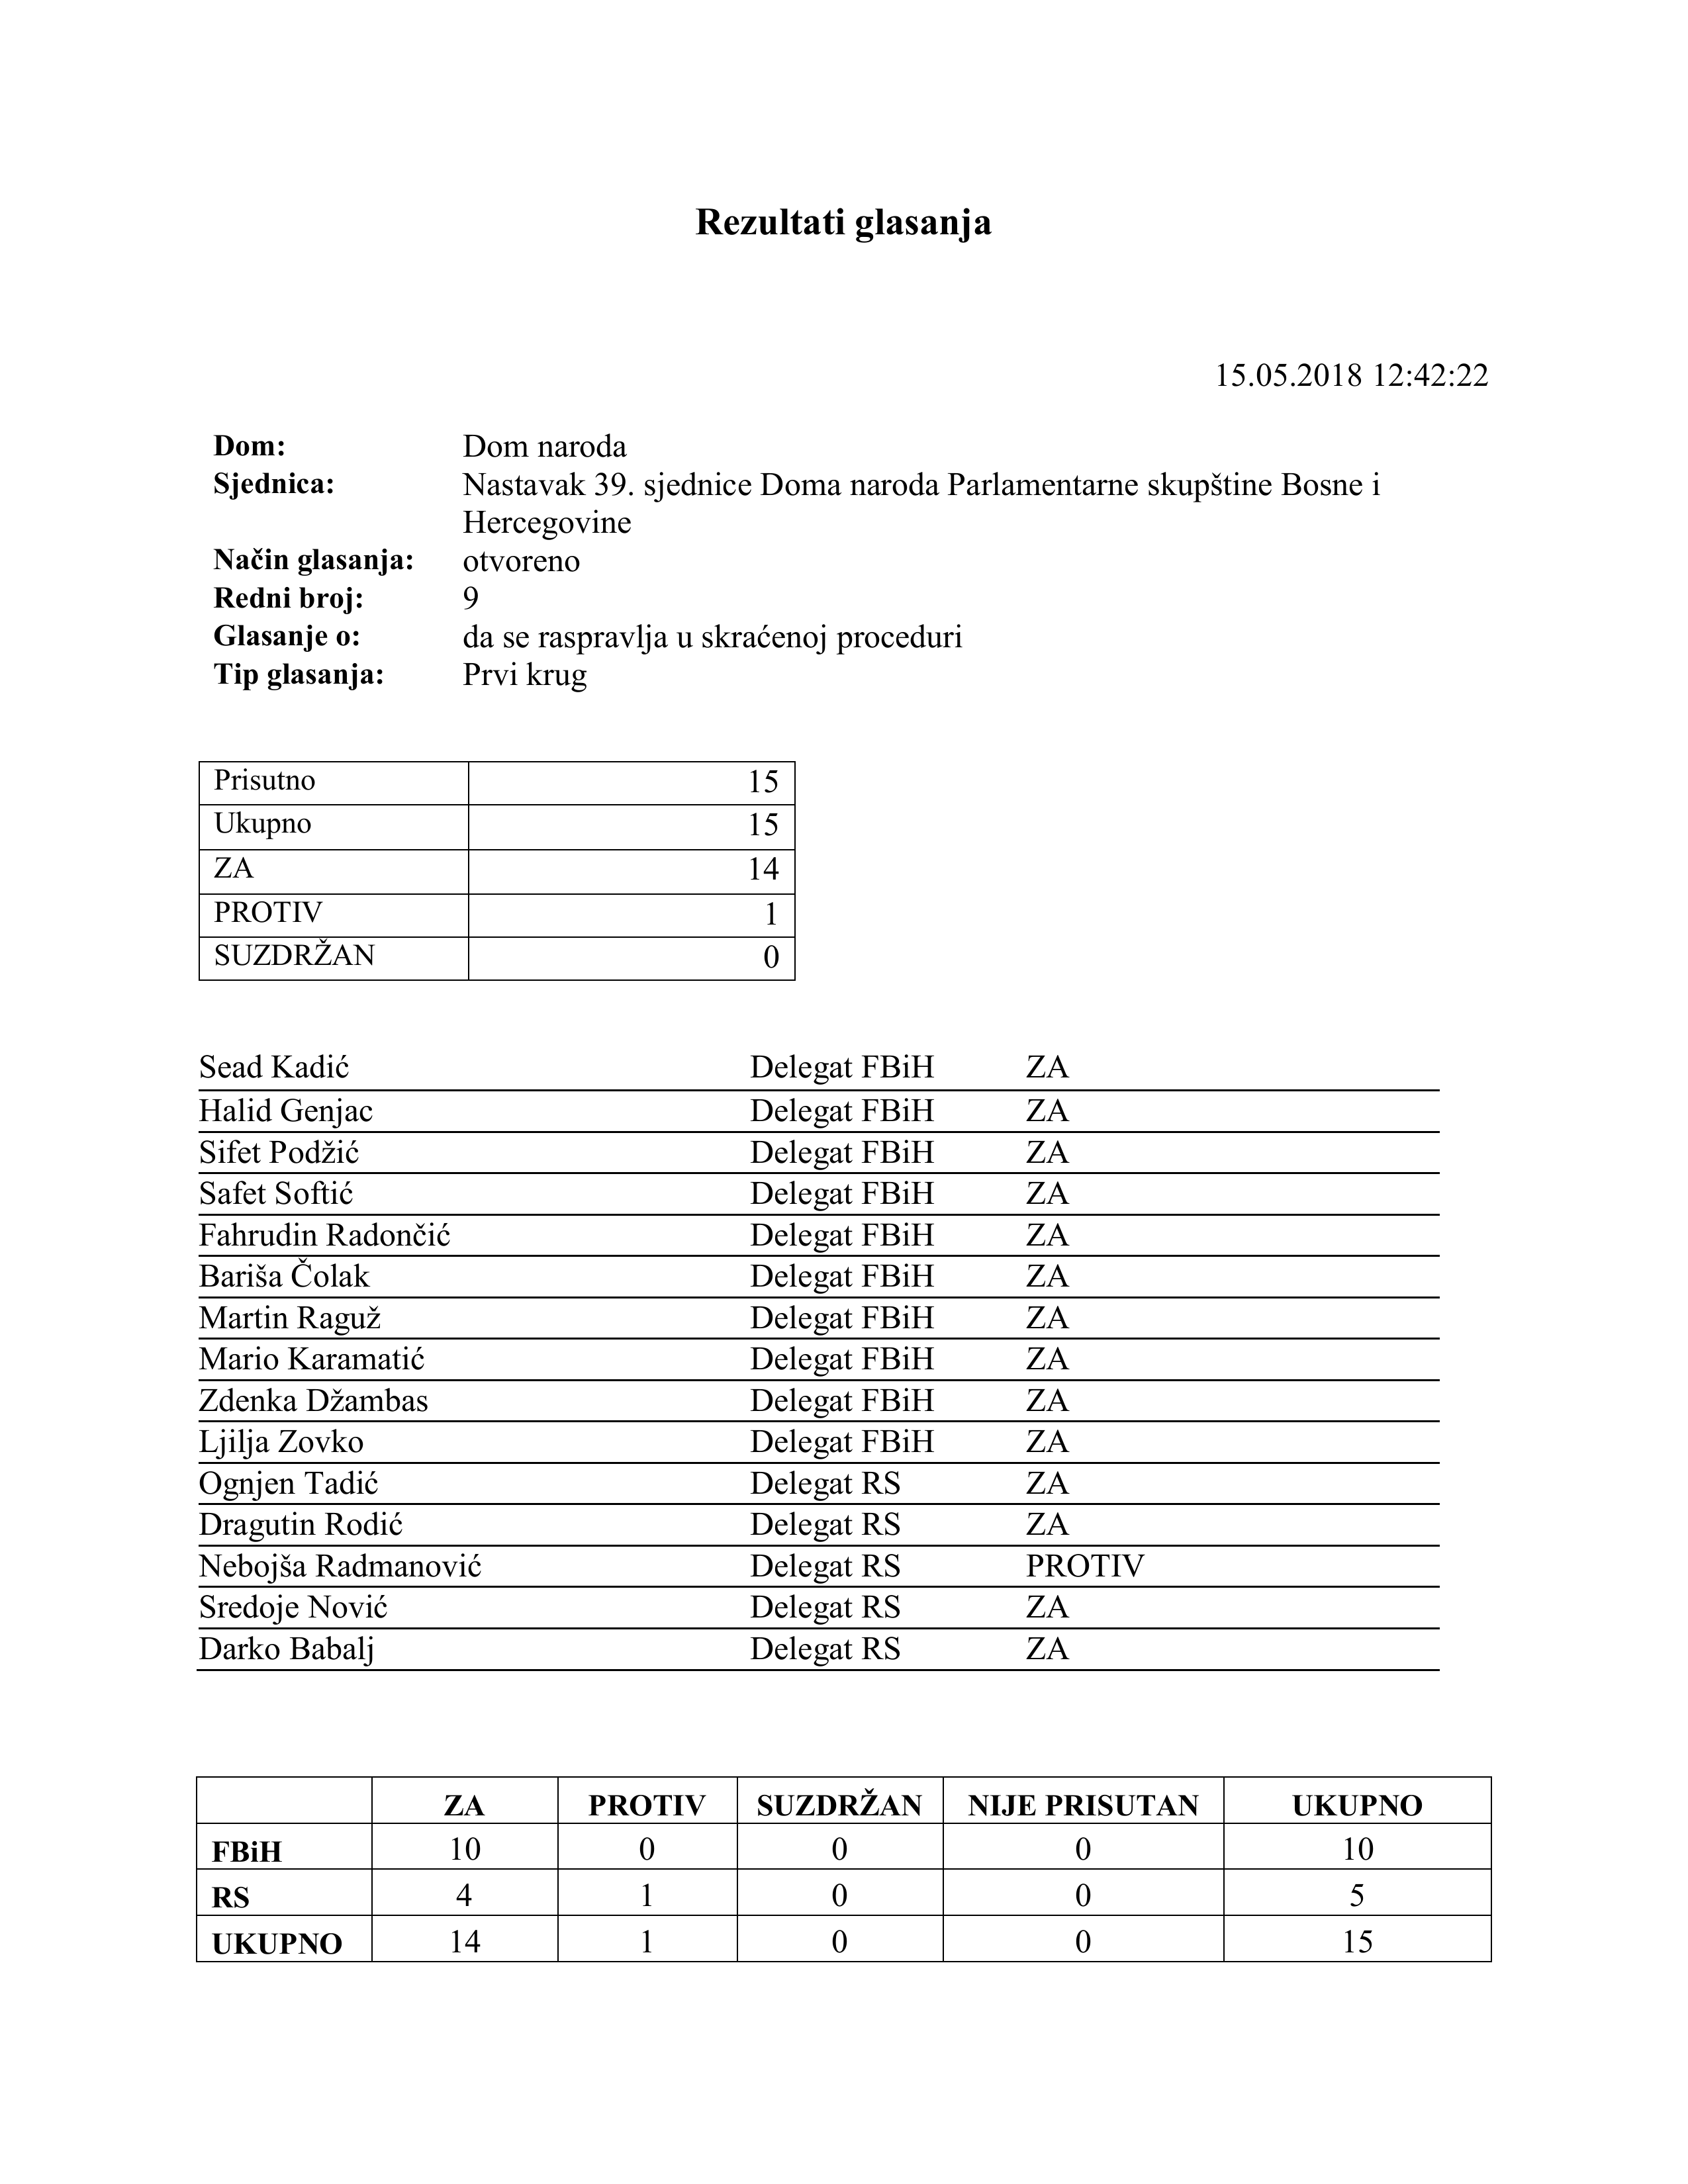 Rezultati glasanja
15.05.2018 12:42:22
Dom: Dom naroda
Sjednica: Nastavak 39. sjednice Doma naroda Parlamentarne skupštine Bosne i
Hercegovine
Način glasanja: otvoreno
Redni broj: 9
Glasanje o: da se raspravlja u skraćenoj proceduri
Tip glasanja: Prvi krug
Prisutno 15
Ukupno 15
ZA 14
PROTIV 1
SUZDRŽAN 0
Sead Kadić Delegat FBiH ZA
Halid Genjac Delegat FBiH ZA
Sifet Podžić Delegat FBiH ZA
Safet Softić Delegat FBiH ZA
Fahrudin Radončić Delegat FBiH ZA
Bariša Čolak Delegat FBiH ZA
Martin Raguž Delegat FBiH ZA
Mario Karamatić Delegat FBiH ZA
Zdenka Džambas Delegat FBiH ZA
Ljilja Zovko Delegat FBiH ZA
Ognjen Tadić Delegat RS ZA
Dragutin Rodić Delegat RS ZA
Nebojša Radmanović Delegat RS PROTIV
Sredoje Nović Delegat RS ZA
Darko Babalj Delegat RS ZA
ZA PROTIV SUZDRŽAN NIJE PRISUTAN UKUPNO
FBiH 10 0 0 0 10
RS 4 1 0 0 5
UKUPNO 14 1 0 0 15